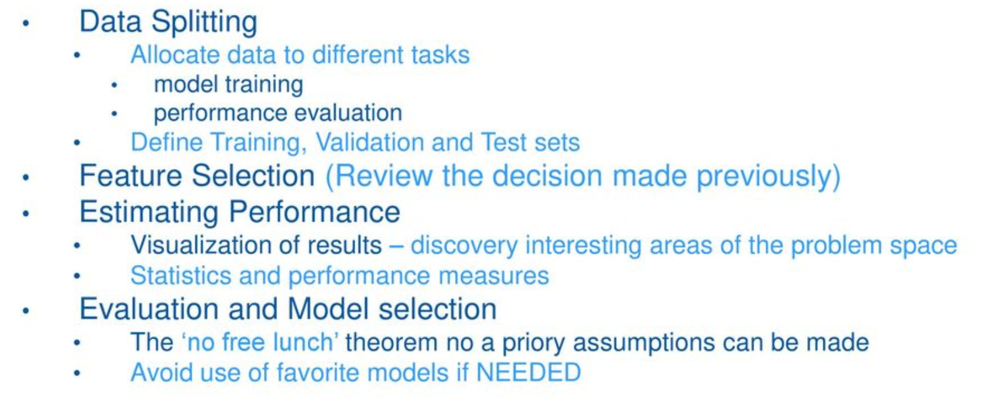 • Data Splitting
• Allocate data to different tasks
• model training
• performance evaluation
• Define Training, Validation and Test sets
• Feature Selection (Review the decision made previously)
• Estimating Performance
• Visualization of results – discovery interesting areas of the problem space
• Statistics and performance measures
• Evaluation and Model selection
• The ‘no free lunch’ theorem no a priory assumptions can be made
• Avoid use of favorite models if NEEDED